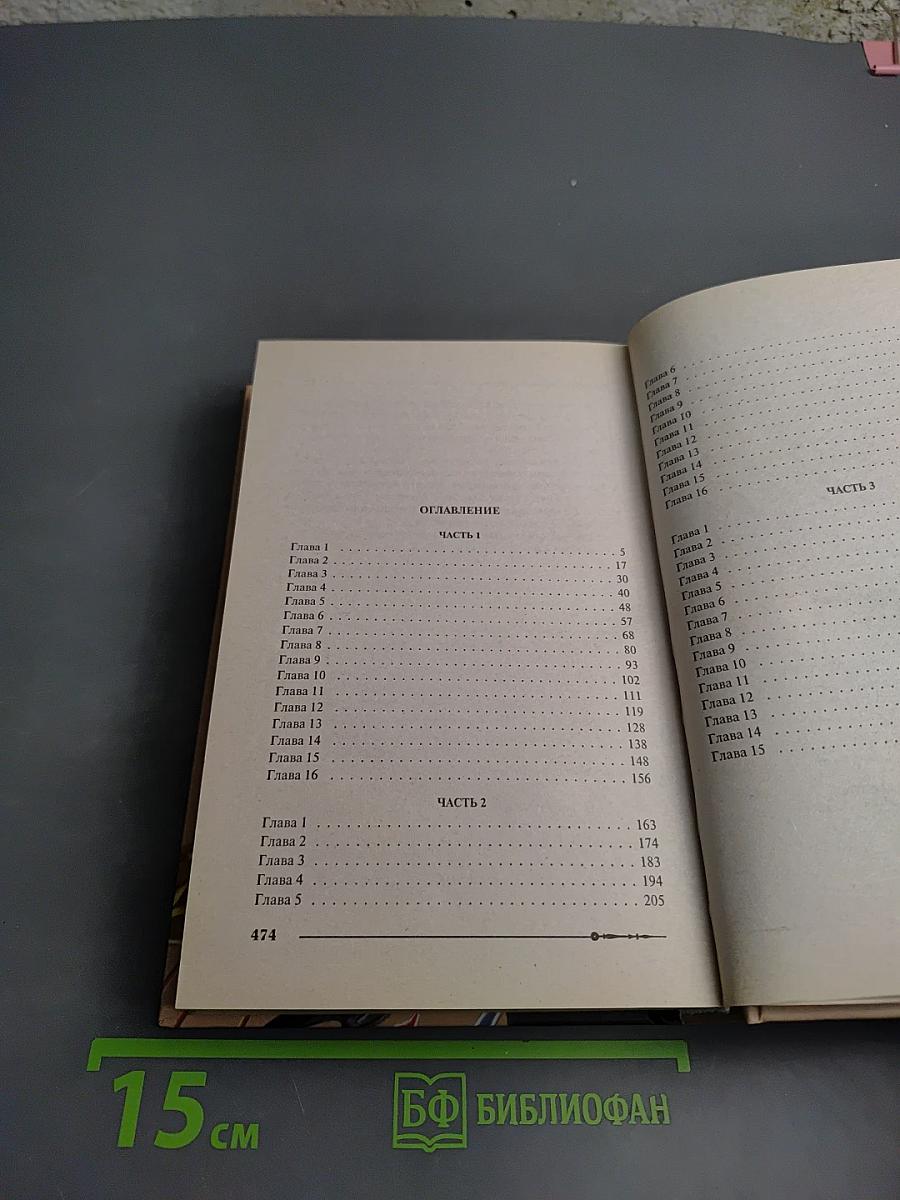 ОГЛАВЛЕНИЕ
ЧАСТЬ 1
Глава 1 . . . 5
Глава 2 . . . 17
Глава 3 . . . 30
Глава 4 . . . 40
Глава 5 . . . 48
Глава 6 . . . 57
Глава 7 . . . 68
Глава 8 . . . 80
Глава 9 . . . 93
Глава 10 . . . 102
Глава 11 . . . 111
Глава 12 . . . 119
Глава 13 . . . 128
Глава 14 . . . 138
Глава 15 . . . 148
Глава 16 . . . 156
ЧАСТЬ 2
Глава 1 . . . 163
Глава 2 . . . 174
Глава 3 . . . 183
Глава 4 . . . 194
Глава 5 . . . 205
474
Глава 6
Глава 7
Глава 8
Глава 9
Глава 10
Глава 11
Глава 12
Глава 13
Глава 14
Глава 15
Глава 16
ЧАСТЬ 3
Глава 1
Глава 2
Глава 3
Глава 4
Глава 5
Глава 6
Глава 7
Глава 8
Глава 9
Глава 10
Глава 11
Глава 12
Глава 13
Глава 14
Глава 15
15 см
БФ БИБЛИОФАН